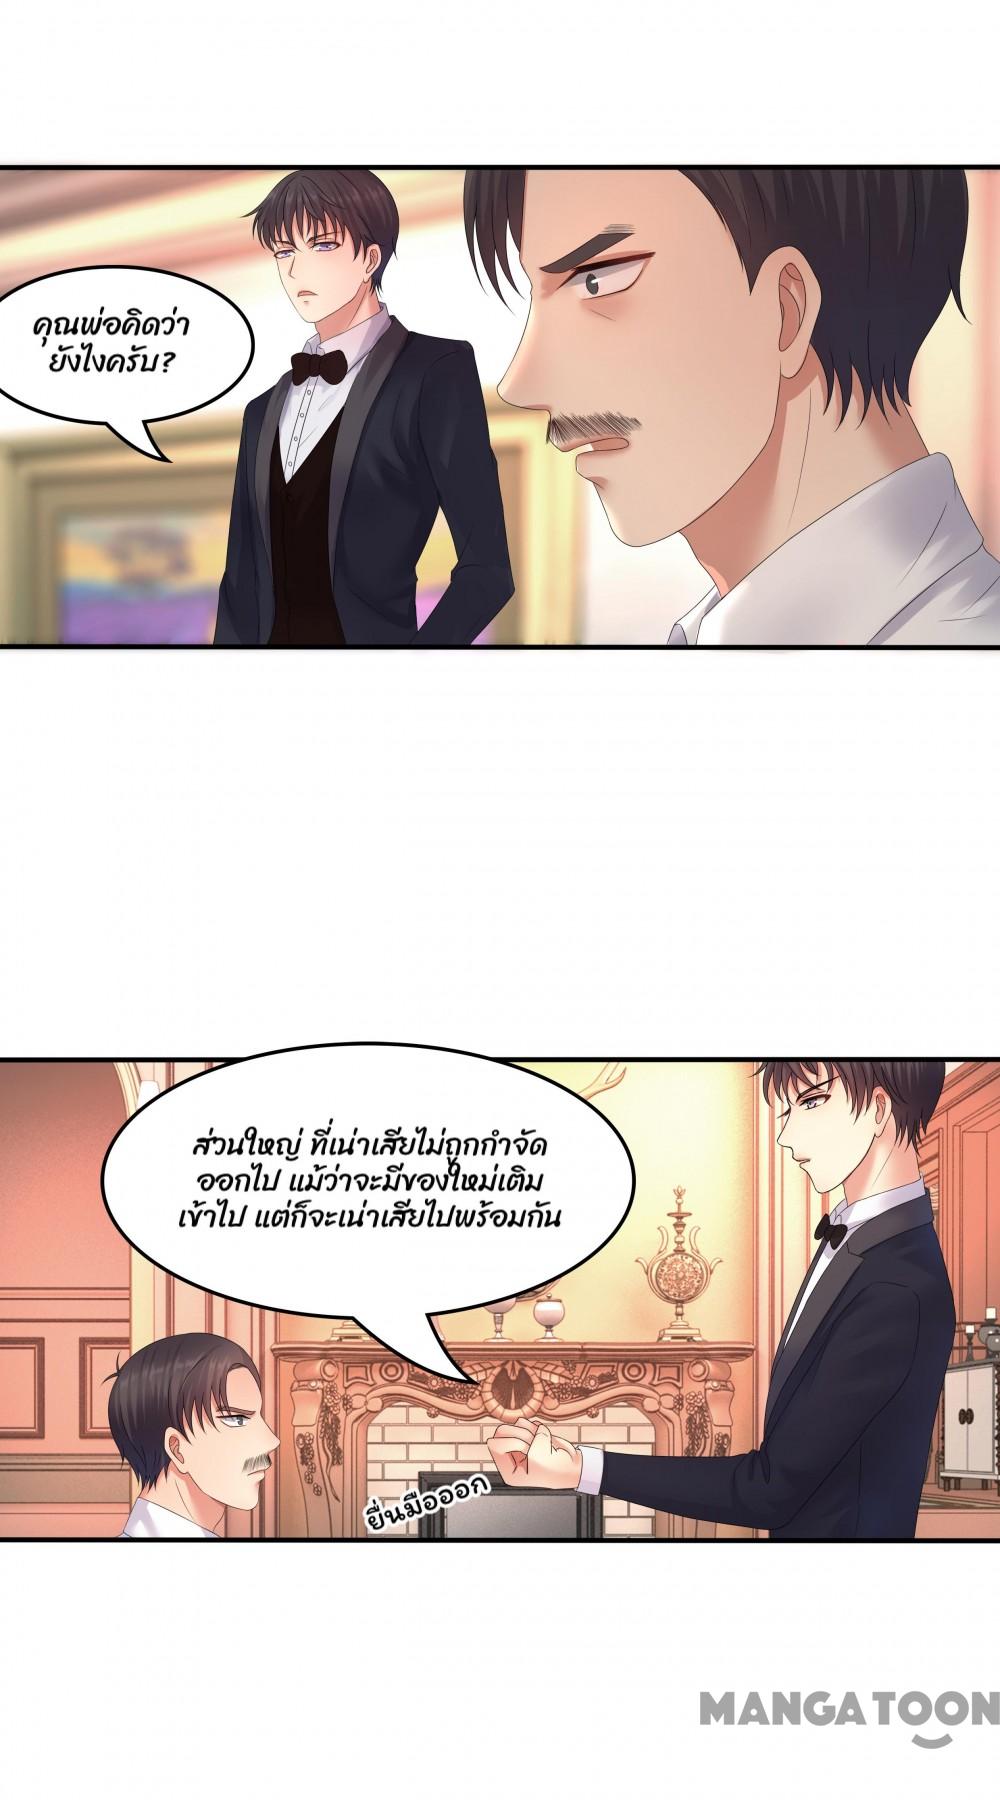 คุณพ่อคิดว่า
ยังไงครับ?
ส่วนใหญ่ ที่เน่าเสียไม่ถูกกำจัด
ออกไป แม้ว่าจะมีของใหม่เติม
เข้าไป แต่ก็จะเน่าเสียไปพร้อมกัน
ยื่นมือออก
MANGATOON